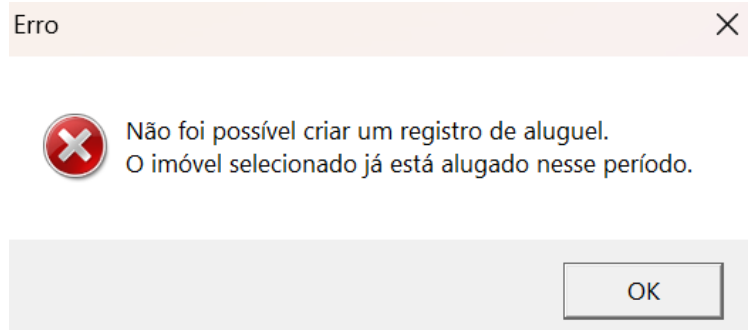 Erro
Não foi possível criar um registro de aluguel.
O imóvel selecionado já está alugado nesse período.
OK